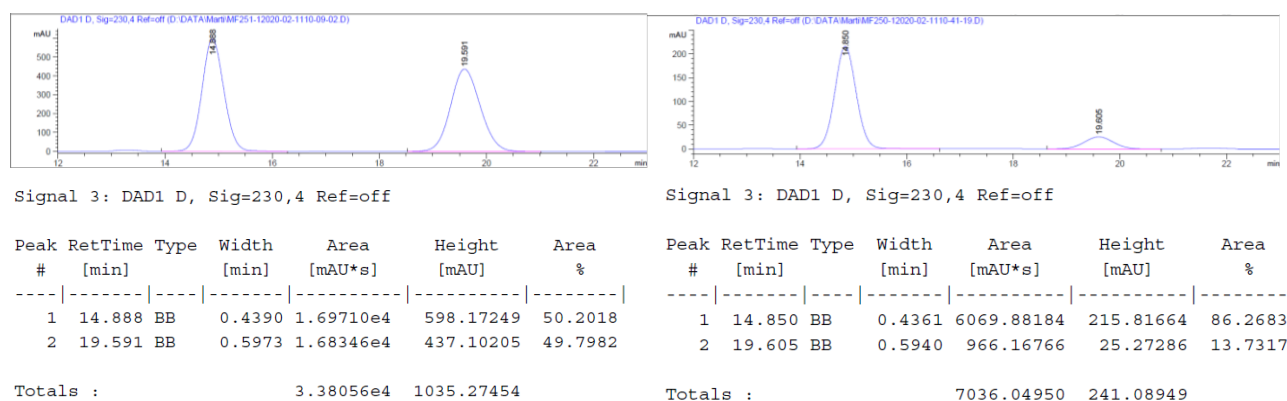 DAD1 D, Sig=230,4 Ref=off (D:\DATA\Marti\MF251-12020-02-1110-09-02.D)
mAU
14.888
19.591
500
400
300
200
100
0
12 14 16 18 20 22 min
Signal 3: DAD1 D, Sig=230,4 Ref=off
Peak RetTime Type Width Area Height Area
# [min] [min] [mAU*s] [mAU] %
----|-------|----|-------|----------|----------|--------|
1 14.888 BB 0.4390 1.69710e4 598.17249 50.2018
2 19.591 BB 0.5973 1.68346e4 437.10205 49.7982
Totals : 3.38056e4 1035.27454
DAD1 D, Sig=230,4 Ref=off (D:\DATA\Marti\MF250-12020-02-1110-41-19.D)
mAU
14.850
19.605
200
150
100
50
0
12 14 16 18 20 22 min
Signal 3: DAD1 D, Sig=230,4 Ref=off
Peak RetTime Type Width Area Height Area
# [min] [min] [mAU*s] [mAU] %
----|-------|----|-------|----------|----------|--------
1 14.850 BB 0.4361 6069.88184 215.81664 86.2683
2 19.605 BB 0.5940 966.16766 25.27286 13.7317
Totals : 7036.04950 241.08949